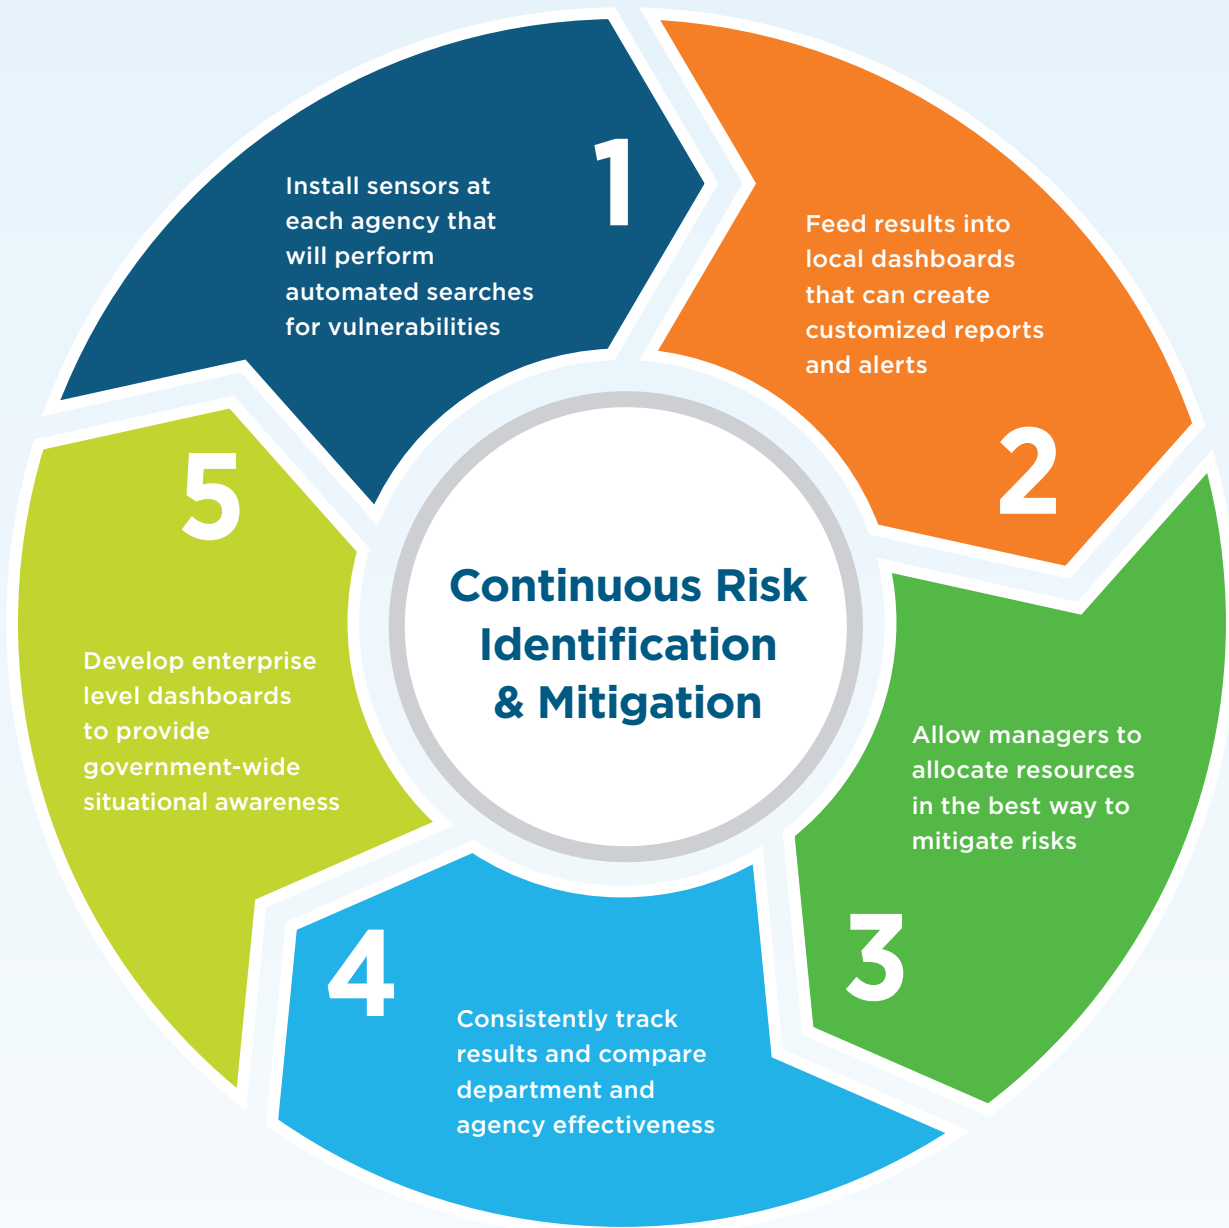 1
Install sensors at
each agency that
will perform
automated searches
for vulnerabilities
Feed results into
local dashboards
that can create
customized reports
and alerts
2
Allow managers to
allocate resources
in the best way to
mitigate risks
3
4
Consistently track
results and compare
department and
agency effectiveness
5
Develop enterprise
level dashboards
to provide
government-wide
situational awareness
Continuous Risk
Identification
& Mitigation